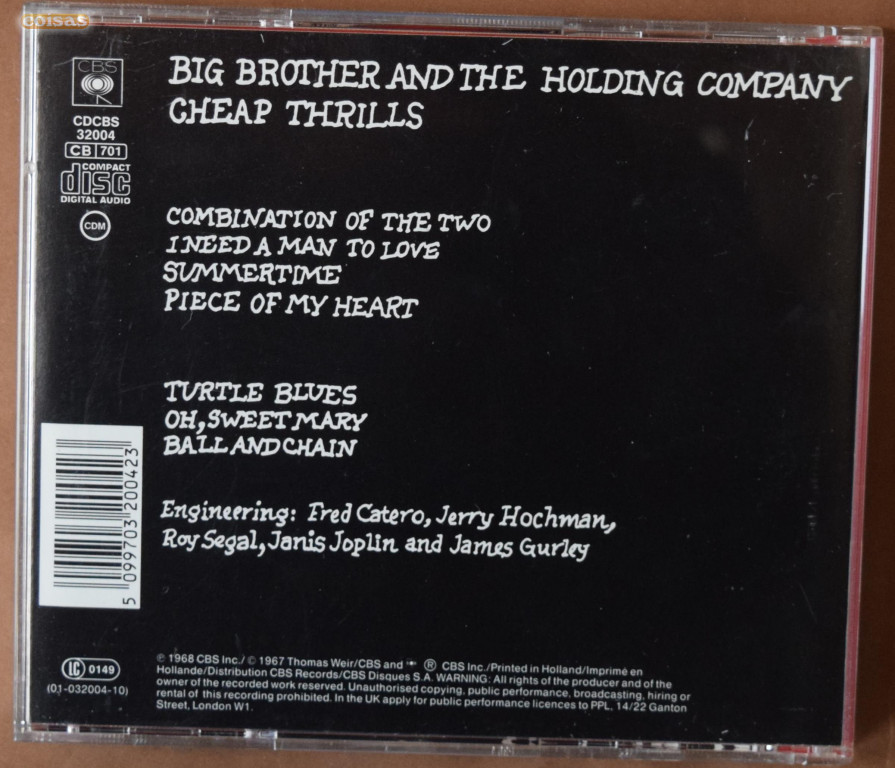 coisas
CBS
CDCBS
32004
CB 701
COMPACT
disc
DIGITAL AUDIO
CDM
BIG BROTHER AND THE HOLDING COMPANY
CHEAP THRILLS
COMBINATION OF THE TWO
I NEED A MAN TO LOVE
SUMMERTIME
PIECE OF MY HEART
TURTLE BLUES
OH, SWEET MARY
BALL AND CHAIN
Engineering: Fred Catero, Jerry Hochman,
Roy Segal, Janis Joplin and James Gurley
5 099703 200423
LC 0149
(01-032004-10)
℗ 1968 CBS Inc./ © 1967 Thomas Weir/CBS and ® CBS Inc./Printed in Holland/Imprimé en
Hollande/Distribution CBS Records/CBS Disques S.A. WARNING: All rights of the producer and of the
owner of the recorded work reserved. Unauthorised copying, public performance, broadcasting, hiring or
rental of this recording prohibited. In the UK apply for public performance licences to PPL, 14/22 Ganton
Street, London W1.